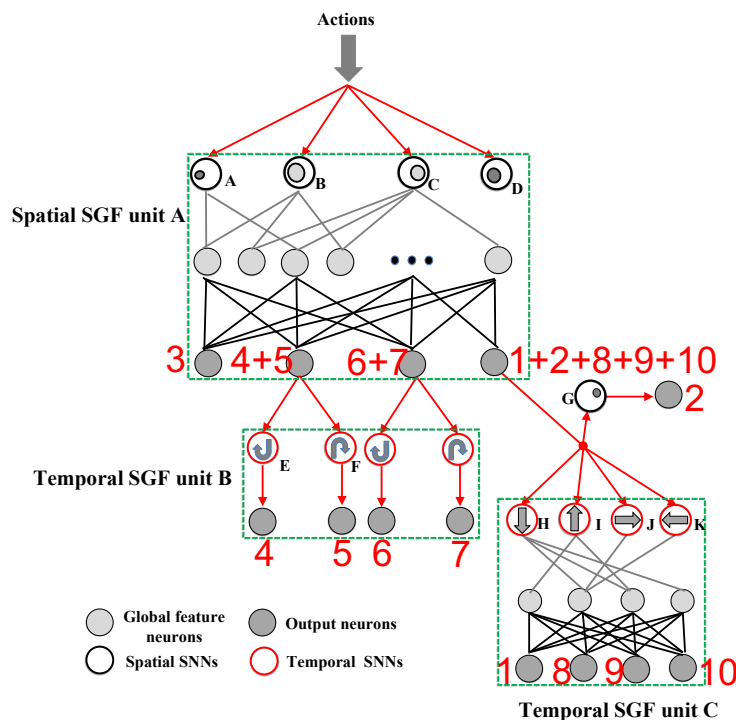 Actions
A
B
C
D
Spatial SGF unit A
3
4+5
6+7
1+2+8+9+10
G
2
Temporal SGF unit B
E
F
4
5
6
7
H
I
J
K
1
8
9
10
Global feature
neurons
Output neurons
Spatial SNNs
Temporal SNNs
Temporal SGF unit C